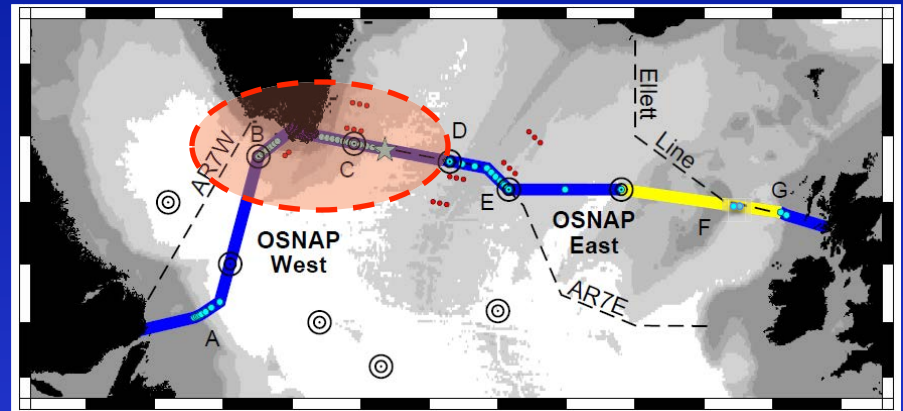 Ellett
Line
AR7W
B
C
D
E
F
G
OSNAP
West
OSNAP
East
AR7E
A